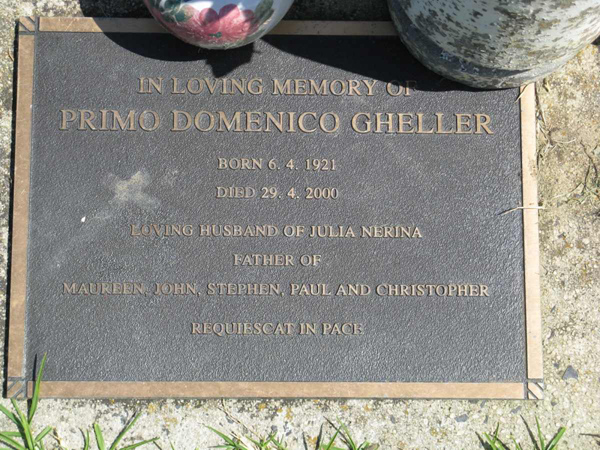 IN LOVING MEMORY OF
PRIMO DOMENICO GHELLER
BORN 6. 4. 1921
DIED 29. 4. 2000
LOVING HUSBAND OF JULIA NERINA
FATHER OF
MAUREEN, JOHN, STEPHEN, PAUL AND CHRISTOPHER
REQUIESCAT IN PACE